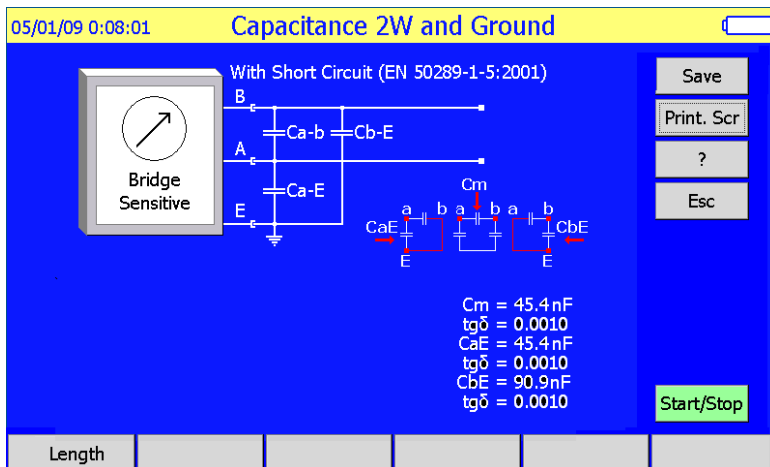 05/01/09 0:08:01
Capacitance 2W and Ground
With Short Circuit (EN 50289-1-5:2001)
B
Ca-b
Cb-E
A
Ca-E
E
Bridge
Sensitive
Cm
a b a b a b
CaE
CbE
E
E
Cm = 45.4nF
tgδ = 0.0010
CaE = 45.4nF
tgδ = 0.0010
CbE = 90.9nF
tgδ = 0.0010
Save
Print. Scr
?
Esc
Start/Stop
Length